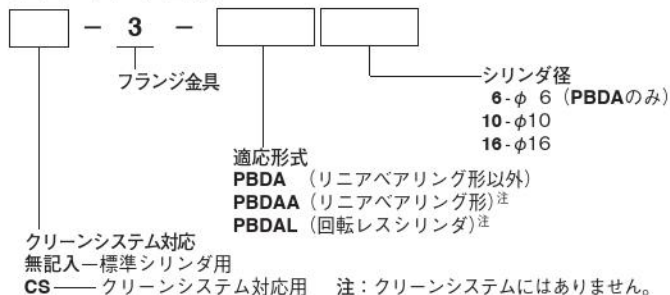 − 3 −
フランジ金具
シリンダ径
6-φ 6（PBDAのみ）
10-φ10
16-φ16
適応形式
PBDA （リニアベアリング形以外）
PBDAA（リニアベアリング形）注
PBDAL（回転レスシリンダ）注
クリーンシステム対応
無記入―標準シリンダ用
CS―― クリーンシステム対応用 注：クリーンシステムにはありません。